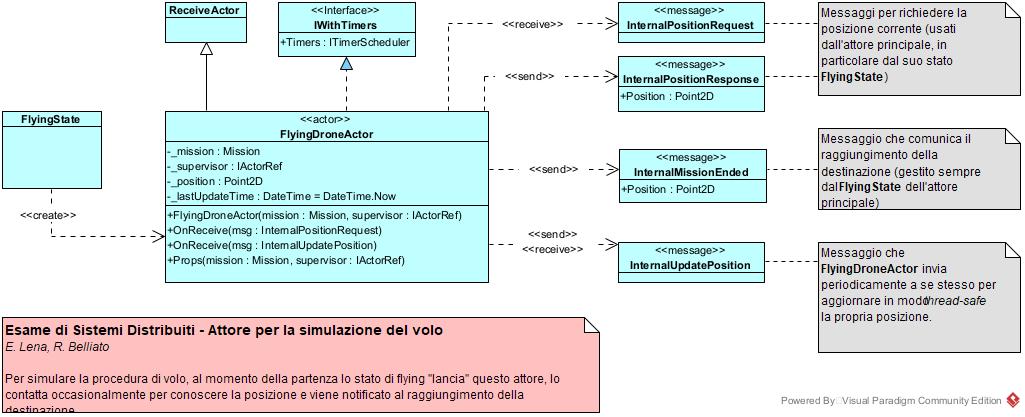 ReceiveActor
<<Interface>>
IWithTimers
+Timers : ITimerScheduler
<<receive>>
<<message>>
InternalPositionRequest
Messaggi per richiedere la
posizione corrente (usati
dall'attore principale, in
particolare dal suo stato
FlyingState)
<<send>>
<<message>>
InternalPositionResponse
+Position : Point2D
FlyingState
<<create>>
<<actor>>
FlyingDroneActor
-_mission : Mission
-_supervisor : IActorRef
-_position : Point2D
-_lastUpdateTime : DateTime = DateTime.Now
+FlyingDroneActor(mission : Mission, supervisor : IActorRef)
+OnReceive(msg : InternalPositionRequest)
+OnReceive(msg : InternalUpdatePosition)
+Props(mission : Mission, supervisor : IActorRef)
<<send>>
<<message>>
InternalMissionEnded
+Position : Point2D
Messaggio che comunica il
raggiungimento della
destinazione (gestito sempre
dal FlyingState dell'attore
principale)
<<send>>
<<receive>>
<<message>>
InternalUpdatePosition
Messaggio che
FlyingDroneActor invia
periodicamente a se stesso per
aggiornare in modo thread-safe
la propria posizione.
Esame di Sistemi Distribuiti - Attore per la simulazione del volo
E. Lena, R. Belliato
Per simulare la procedura di volo, al momento della partenza lo stato di flying "lancia" questo attore, lo
contatta occasionalmente per conoscere la posizione e viene notificato al raggiungimento della
destinazione
Powered By Visual Paradigm Community Edition